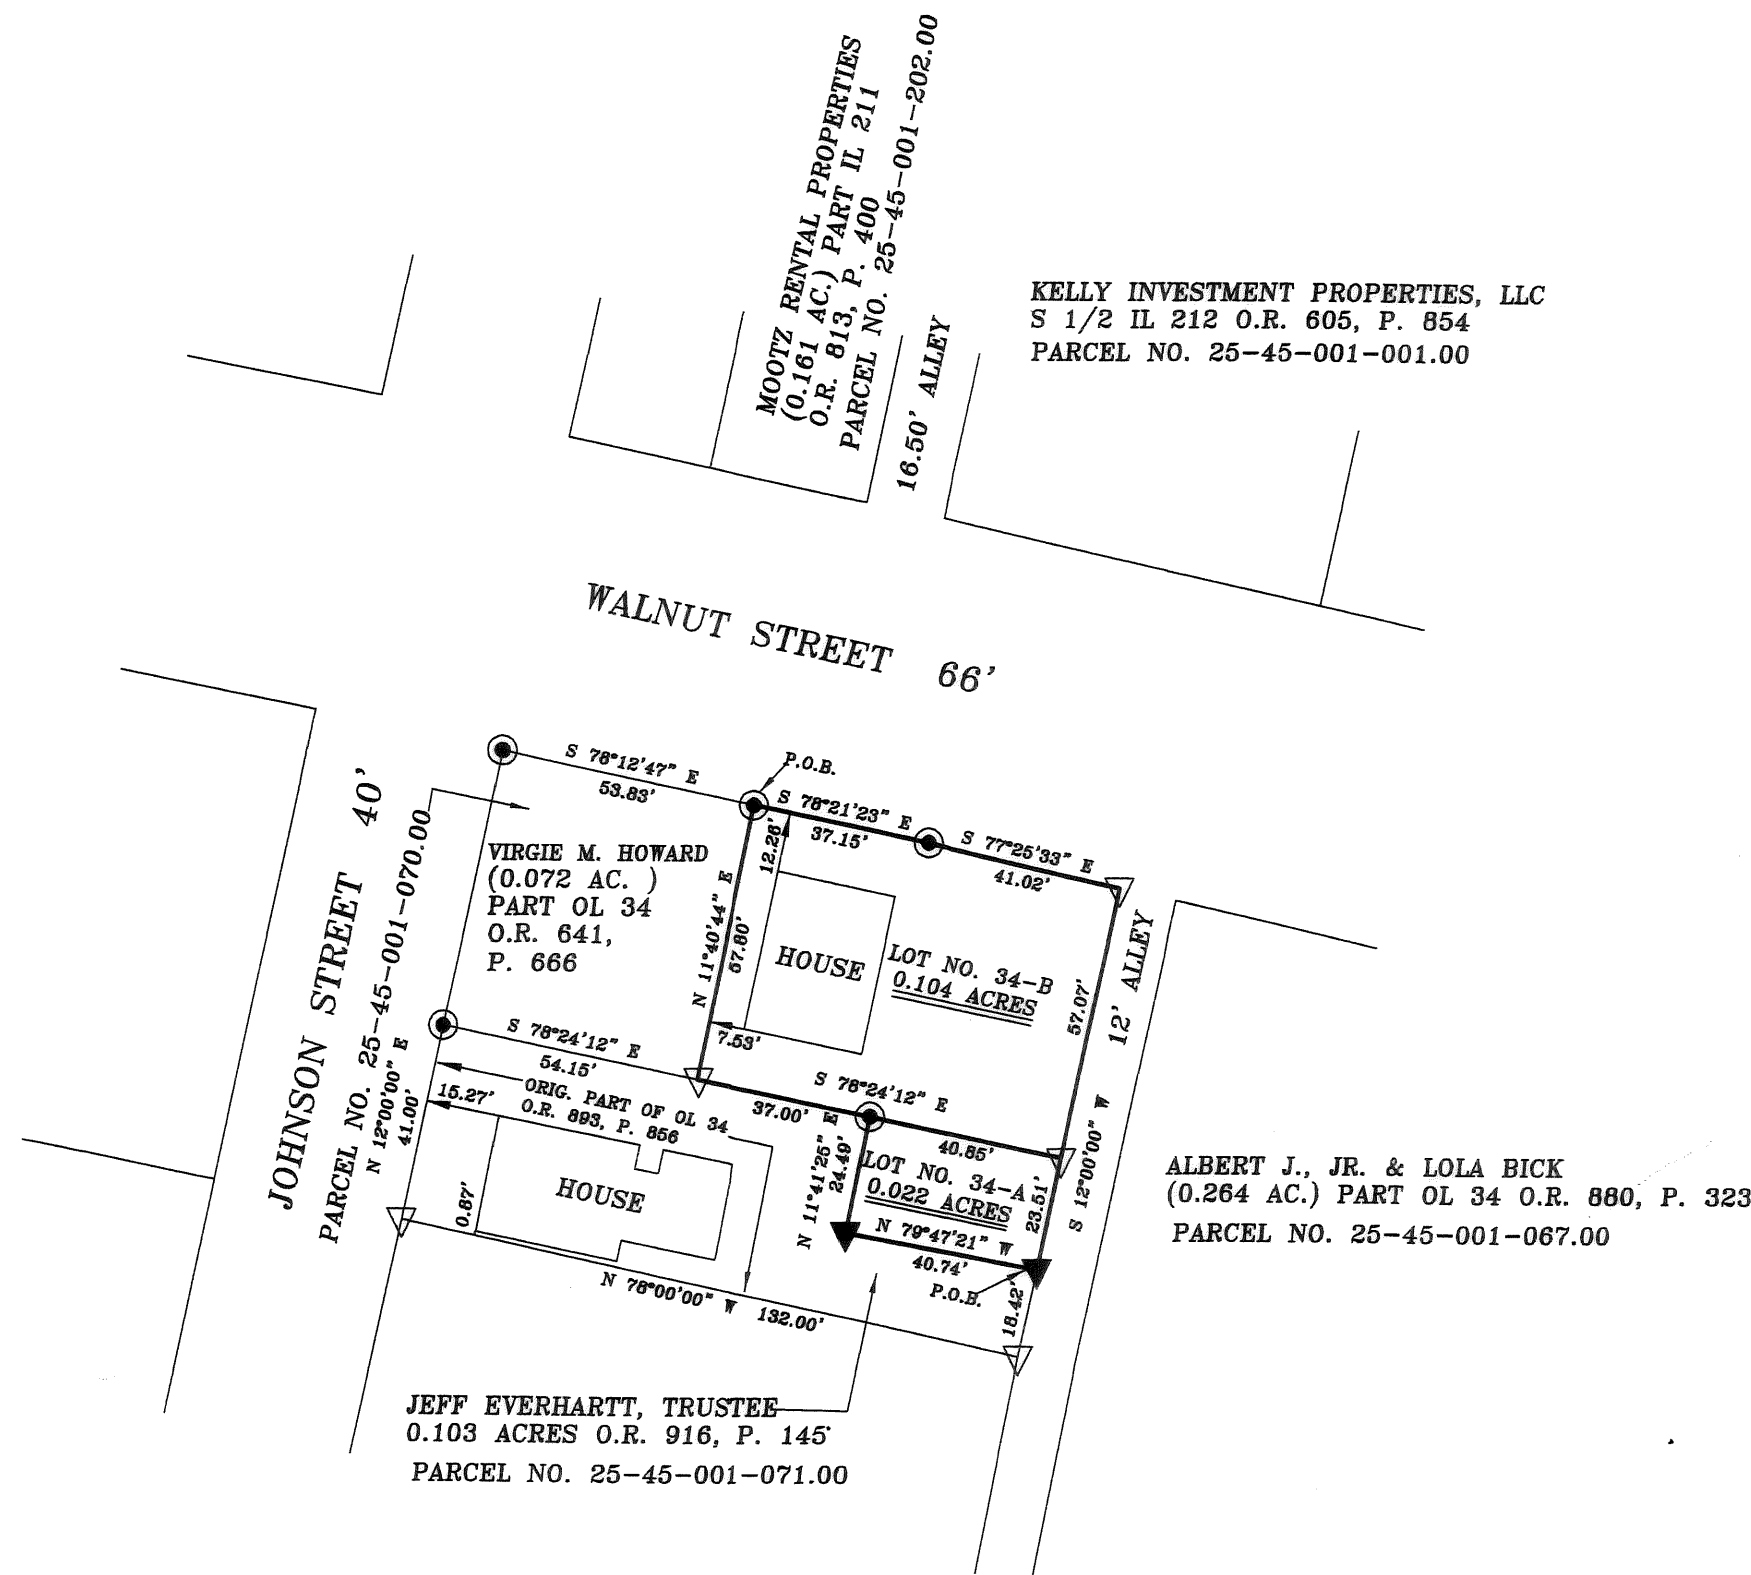 MOOTZ RENTAL PROPERTIES
(0.161 AC.) PART IL 211
O.R. 813, P. 400
PARCEL NO. 25-45-001-202.00
16.50' ALLEY
KELLY INVESTMENT PROPERTIES, LLC
S 1/2 IL 212 O.R. 605, P. 854
PARCEL NO. 25-45-001-001.00
WALNUT STREET 66'
JOHNSON STREET 40'
PARCEL NO. 25-45-001-070.00
N 12°00'00" E
41.00'
S 78°12'47" E
53.83'
P.O.B.
S 78°21'23" E
37.15'
S 77°25'33" E
41.02'
VIRGIE M. HOWARD
(0.072 AC. )
PART OL 34
O.R. 641,
P. 666
N 11°40'44" E
57.80'
12.26'
HOUSE
7.53'
LOT NO. 34-B
0.104 ACRES
57.07'
12' ALLEY
S 78°24'12" E
54.15'
S 78°24'12" E
37.00'
40.85'
15.27'
ORIG. PART OF OL 34
O.R. 893, P. 856
HOUSE
0.87'
N 11°41'25" E
24.49'
LOT NO. 34-A
0.022 ACRES
23.51'
S 12°00'00" W
N 79°47'21" W
40.74'
P.O.B.
18.42'
N 78°00'00" W 132.00'
ALBERT J., JR. & LOLA BICK
(0.264 AC.) PART OL 34 O.R. 880, P. 323
PARCEL NO. 25-45-001-067.00
JEFF EVERHARTT, TRUSTEE
0.103 ACRES O.R. 916, P. 145
PARCEL NO. 25-45-001-071.00